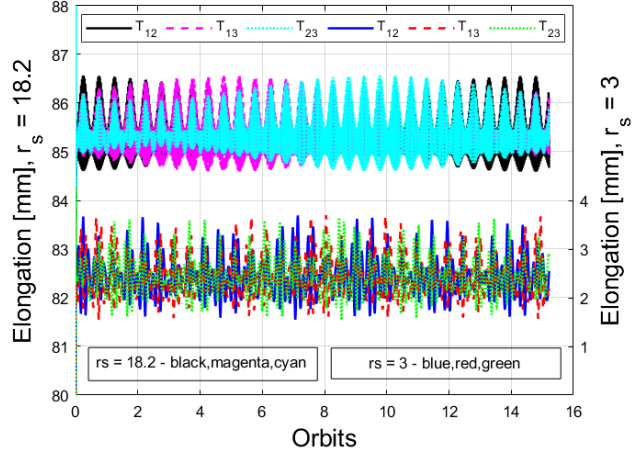 T12 T13 T23 T12 T13 T23
88
87
86
85
84
83
82
81
80
Elongation [mm], rs = 18.2
4
3
2
1
Elongation [mm], rs = 3
rs = 18.2 - black,magenta,cyan
rs = 3 - blue,red,green
0 2 4 6 8 10 12 14 16
Orbits